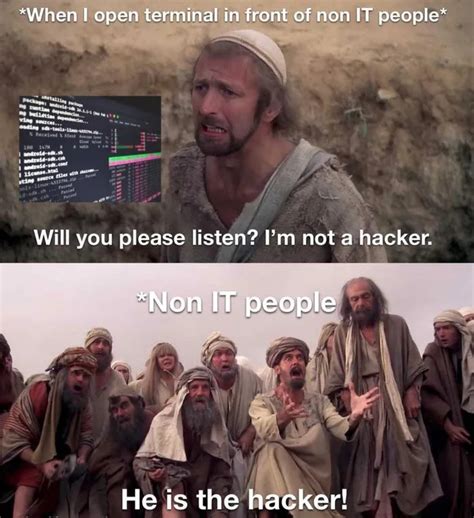 *When I open terminal in front of non IT people*
Will you please listen? I'm not a hacker.
*Non IT people
He is the hacker!